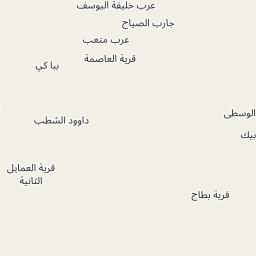 عرب خليفة اليوسف
جارب الصياح
عرب متعب
قرية العاصمة
ببا كي
الوسطى
داوود الشطب
بيك
قرية العمايل
الثانية
قرية بطاح